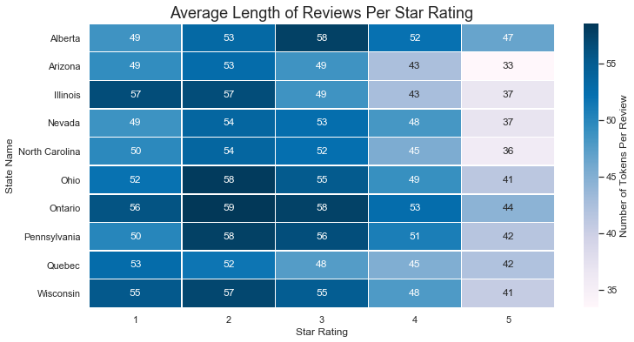 Average Length of Reviews Per Star Rating
State Name
Alberta 49 53 58 52 47
Arizona 49 53 49 43 33
Illinois 57 57 49 43 37
Nevada 49 54 53 48 37
North Carolina 50 54 52 45 36
Ohio 52 58 55 49 41
Ontario 56 59 58 53 44
Pennsylvania 50 58 56 51 42
Quebec 53 52 48 45 42
Wisconsin 55 57 55 48 41
1 2 3 4 5
Star Rating
55
50
45
40
35
Number of Tokens Per Review